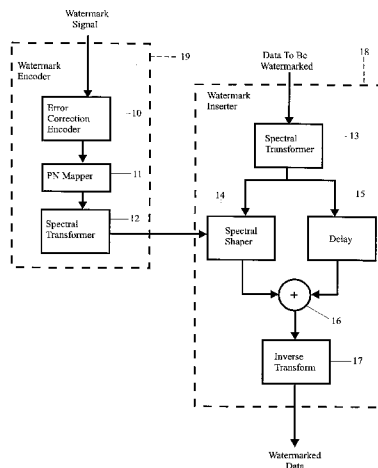 Watermark
Signal
19
Watermark
Encoder
Error
Correction
Encoder
10
PN Mapper
11
Spectral
Transformer
12
Data To Be
Watermarked
18
Watermark
Inserter
Spectral
Transformer
13
14
Spectral
Shaper
15
Delay
+
16
Inverse
Transform
17
Watermarked
Data